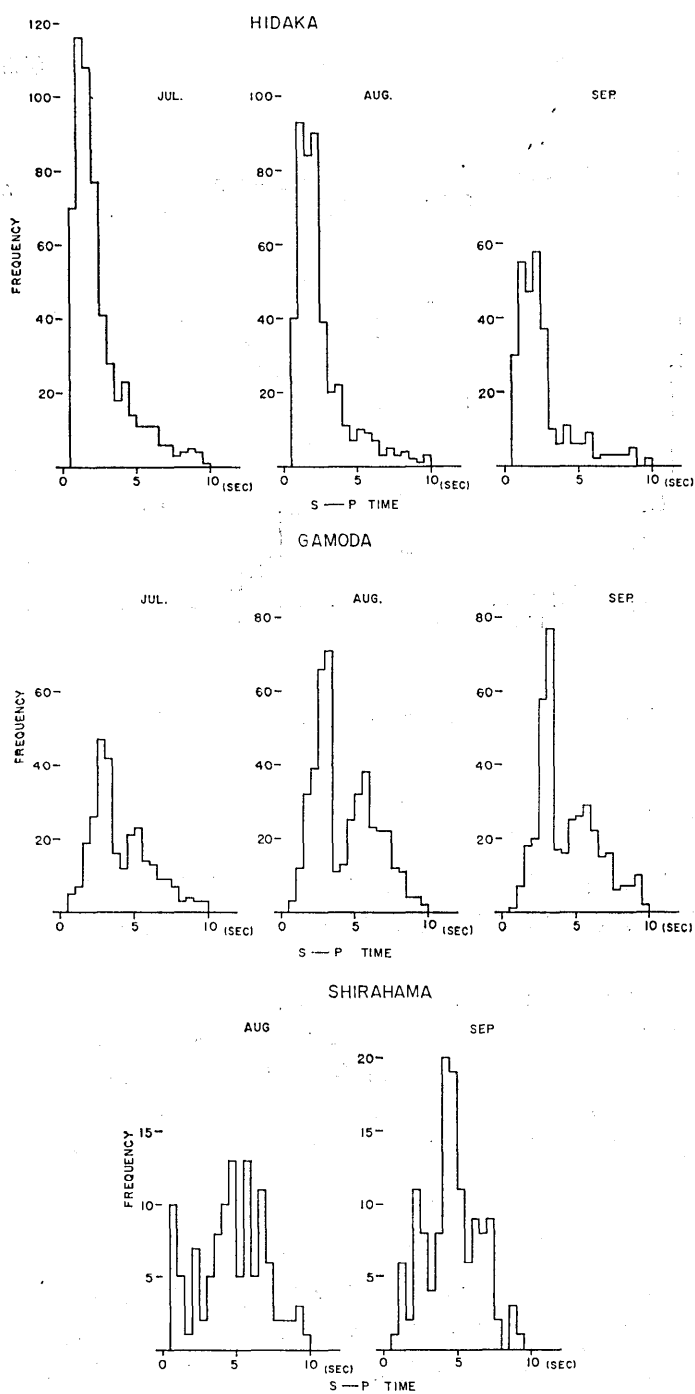 HIDAKA
120-
JUL.
100-
80-
60-
40-
20-
FREQUENCY
0 5 10 (SEC)
AUG.
100-
80-
60-
40-
20-
0 5 10 (SEC)
SEP.
60-
40-
20-
0 5 10 (SEC)
S — P TIME
GAMODA
JUL.
60-
40-
20-
FREQUENCY
0 5 10 (SEC)
AUG.
80-
60-
40-
20-
0 5 10 (SEC)
SEP.
80-
60-
40-
20-
0 5 10 (SEC)
S — P TIME
SHIRAHAMA
AUG
15-
10-
5-
FREQUENCY
0 5 10 (SEC)
SEP
20-
15-
10-
5-
0 5 10 (SEC)
S — P TIME